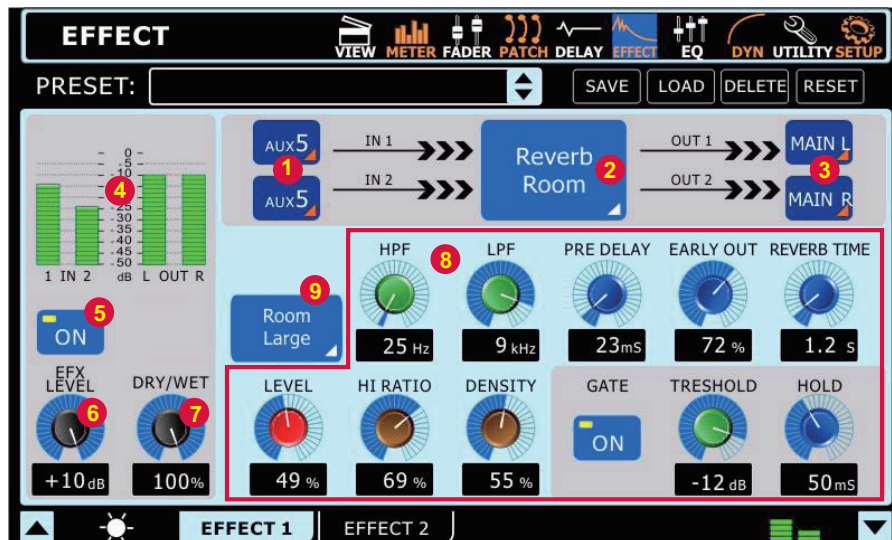 EFFECT
VIEW METER FADER PATCH DELAY EFFECT EQ DYN UTILITY SETUP
PRESET: SAVE LOAD DELETE RESET
AUX5 IN 1 Reverb Room OUT 1 MAIN L
1 2 3
AUX5 IN 2 OUT 2 MAIN R
0
-5
-10
4
-25
-30
-35
-40
-45
-50
1 IN 2 dB L OUT R
5
ON
EFX LEVEL 6 DRY/WET 7
+10 dB 100%
9
Room
Large
8
HPF LPF PRE DELAY EARLY OUT REVERB TIME
25 Hz 9 kHz 23mS 72 % 1.2 S
LEVEL HI RATIO DENSITY GATE TRESHOLD HOLD
ON
49 % 69 % 55 % -12 dB 50mS
EFFECT 1 EFFECT 2